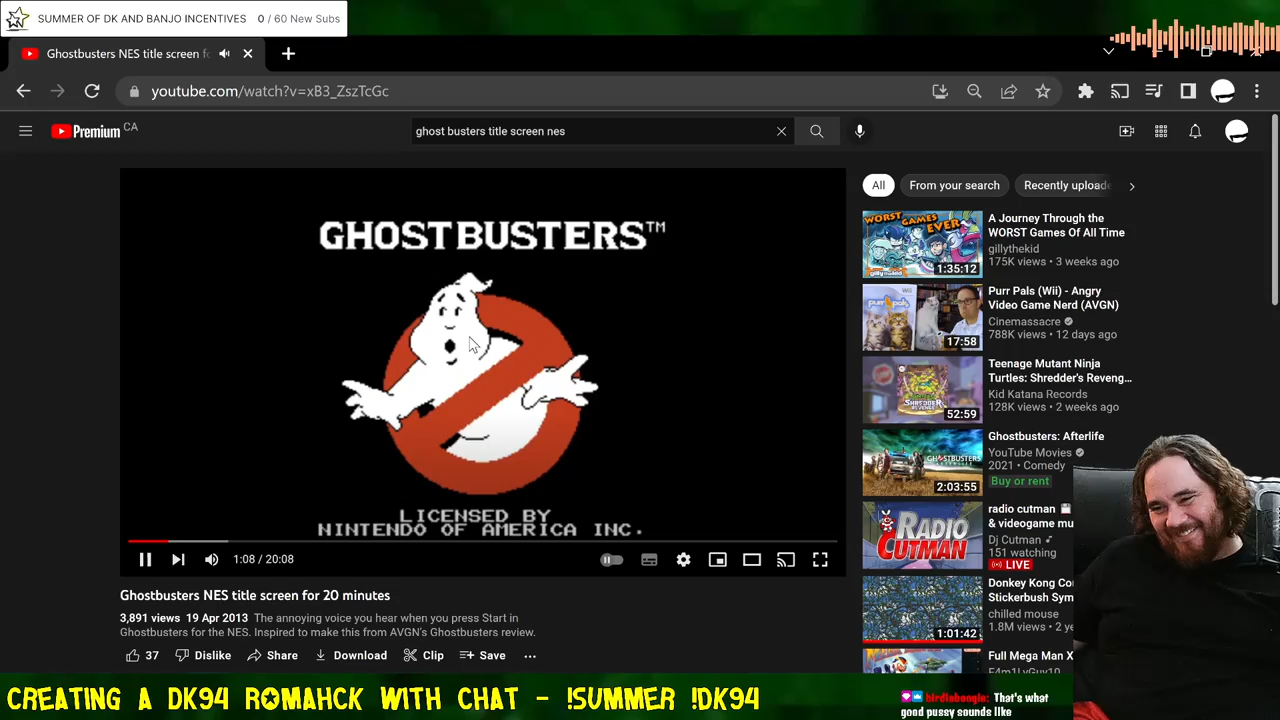 SUMMER OF DK AND BANJO INCENTIVES 0 / 60 New Subs
Ghostbusters NES title screen fo
youtube.com/watch?v=xB3_ZszTcGc
Premium CA
ghost busters title screen nes
GHOSTBUSTERS™
LICENSED BY
NINTENDO OF AMERICA INC.
1:08 / 20:08
Ghostbusters NES title screen for 20 minutes
3,891 views 19 Apr 2013 The annoying voice you hear when you press Start in
Ghostbusters for the NES. Inspired to make this from AVGN's Ghostbusters review.
37 Dislike Share Download Clip Save
All From your search Recently uploade
WORST GAMES EVER
1:35:12
A Journey Through the
WORST Games Of All Time
gillythekid
175K views • 3 weeks ago
17:58
Purr Pals (Wii) - Angry
Video Game Nerd (AVGN)
Cinemassacre
788K views • 12 days ago
52:59
Teenage Mutant Ninja
Turtles: Shredder's Reveng...
Kid Katana Records
128K views • 2 weeks ago
2:03:55
Ghostbusters: Afterlife
YouTube Movies
2021 • Comedy
Buy or rent
RADIO
CUTMAN
radio cutman
& videogame mu
Dj Cutman
151 watching
LIVE
1:01:42
Donkey Kong Cou
Stickerbush Sym
chilled mouse
1.8M views • 2 ye
Full Mega Man X
F4m1LyGuy10
CREATING A DK94 ROMAHCK WITH CHAT - !SUMMER !DK94
birdleboogie: That's what
good pussy sounds like